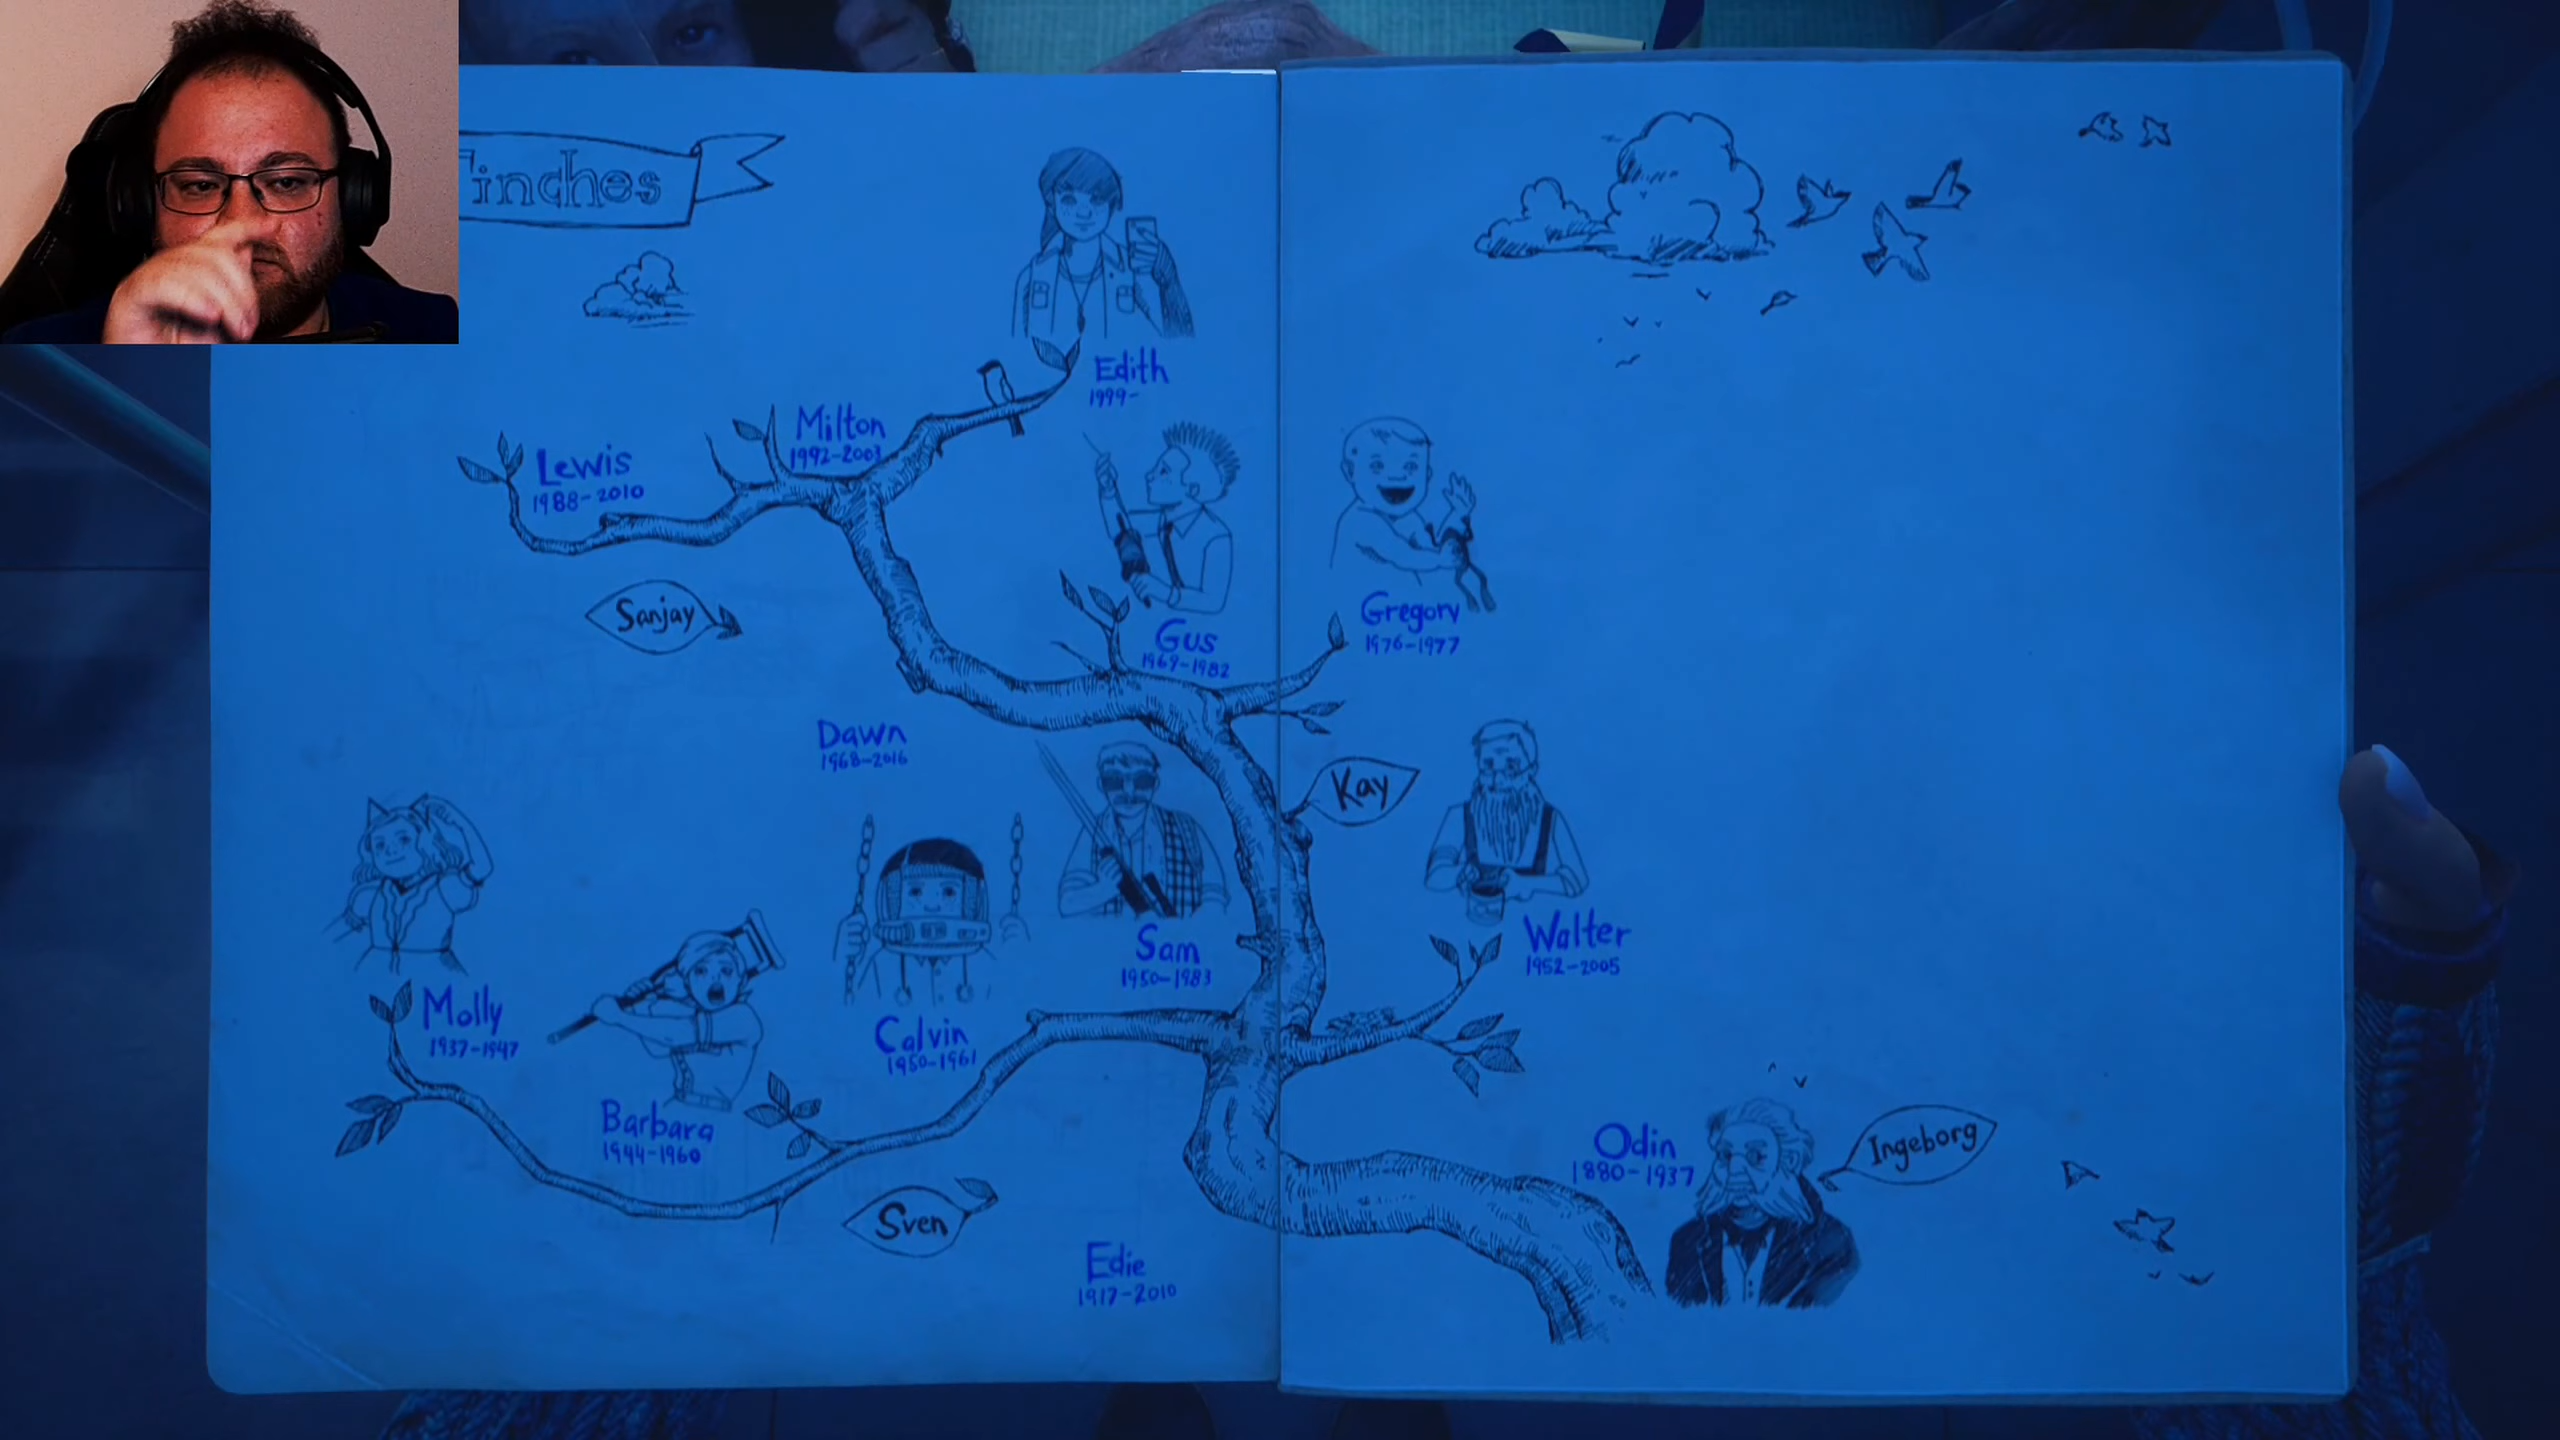 Finches
Edith
1999-
Milton
1992-2003
Lewis
1988-2010
Sanjay
Gus
1969-1982
Gregory
1976-1977
Dawn
1968-2016
Kay
Sam
1950-1983
Walter
1952-2005
Molly
1937-1947
Calvin
1950-1961
Barbara
1944-1960
Odin
1880-1937
Ingeborg
Sven
Edie
1917-2010